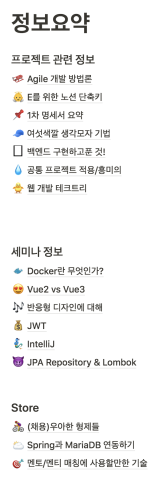 정보요약
프로젝트 관련 정보
Agile 개발 방법론
E를 위한 노션 단축키
1차 명세서 요약
여섯색깔 생각모자 기법
백엔드 구현하고푼 것!
공통 프로젝트 적용/흥미의
웹 개발 테크트리
세미나 정보
Docker란 무엇인가?
Vue2 vs Vue3
반응형 디자인에 대해
JWT
IntelliJ
JPA Repository & Lombok
Store
(채용)우아한 형제들
Spring과 MariaDB 연동하기
멘토/멘티 매칭에 사용할만한 기술